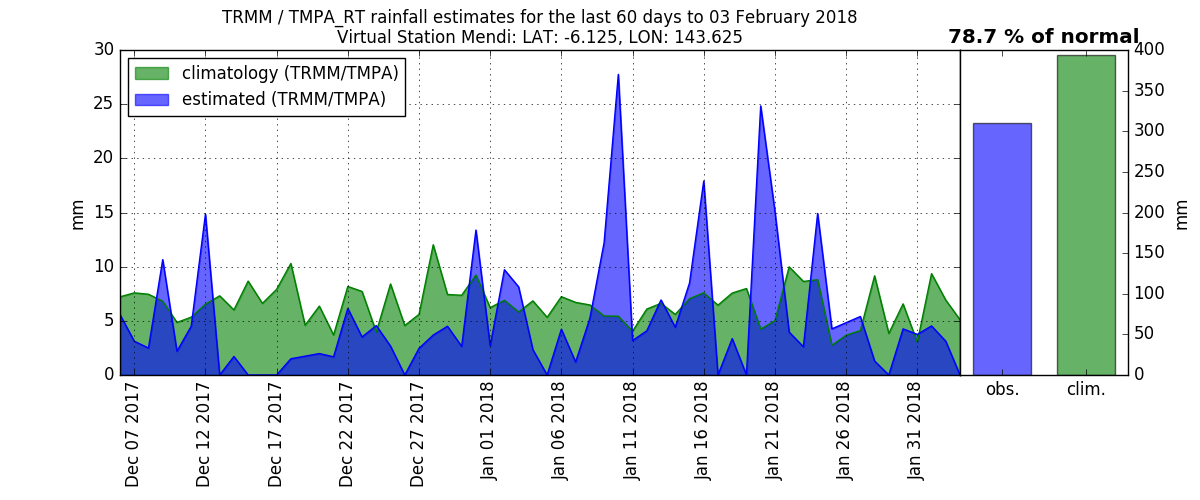 TRMM / TMPA_RT rainfall estimates for the last 60 days to 03 February 2018
Virtual Station Mendi: LAT: -6.125, LON: 143.625
78.7 % of normal
climatology (TRMM/TMPA)
estimated (TRMM/TMPA)
30
25
20
15
10
5
0
mm
Dec 07 2017
Dec 12 2017
Dec 17 2017
Dec 22 2017
Dec 27 2017
Jan 01 2018
Jan 06 2018
Jan 11 2018
Jan 16 2018
Jan 21 2018
Jan 26 2018
Jan 31 2018
obs.
clim.
400
350
300
250
200
150
100
50
0
mm